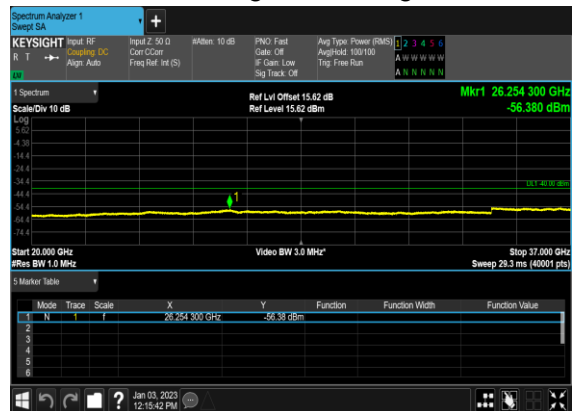 Spectrum Analyzer 1
Swept SA
+
KEYSIGHT Input: RF Input Z: 50 Ω #Atten: 10 dB PNO: Fast Avg Type: Power (RMS) 1 2 3 4 5 6
R T Coupling: DC Corr CCorr Gate: Off Avg|Hold: 100/100 A W W W W W
Align: Auto Freq Ref: Int (S) IF Gain: Low Trig: Free Run
Sig Track: Off A N N N N N
1 Spectrum
Ref Lvl Offset 15.62 dB Mkr1 26.254 300 GHz
Scale/Div 10 dB Ref Level 15.62 dBm -56.380 dBm
Log
5.62
-4.38
-14.4
-24.4
-34.4
DL1 -40.00 dBm
-44.4
1
-54.4
-64.4
-74.4
Start 20.000 GHz Video BW 3.0 MHz* Stop 37.000 GHz
#Res BW 1.0 MHz Sweep 29.3 ms (40001 pts)
5 Marker Table
Mode Trace Scale X Y Function Function Width Function Value
1 N 1 f 26.254 300 GHz -56.38 dBm
2
3
4
5
6
? Jan 03, 2023
12:15:42 PM